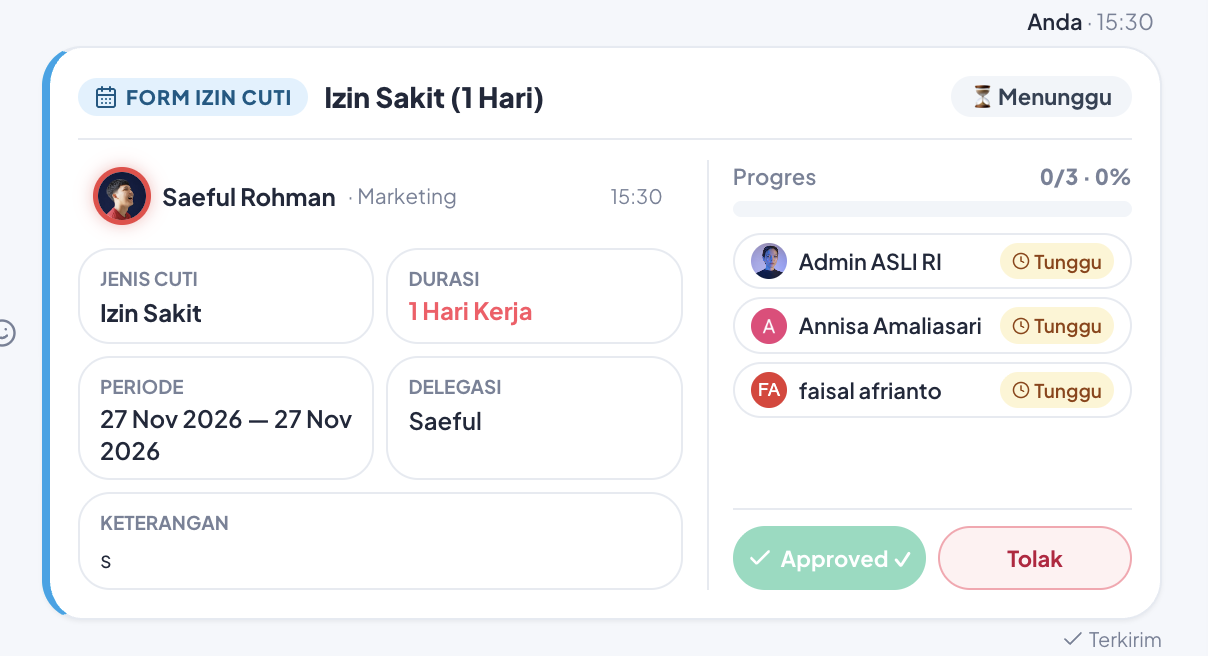 Anda · 15:30
FORM IZIN CUTI
Izin Sakit (1 Hari)
⏳ Menunggu
Saeful Rohman · Marketing
15:30
JENIS CUTI
Izin Sakit
DURASI
1 Hari Kerja
PERIODE
27 Nov 2026 — 27 Nov
2026
DELEGASI
Saeful
KETERANGAN
s
Progres
0/3 · 0%
Admin ASLI RI
Tunggu
A
Annisa Amaliasari
Tunggu
FA
faisal afrianto
Tunggu
✓ Approved ✓
Tolak
✓ Terkirim